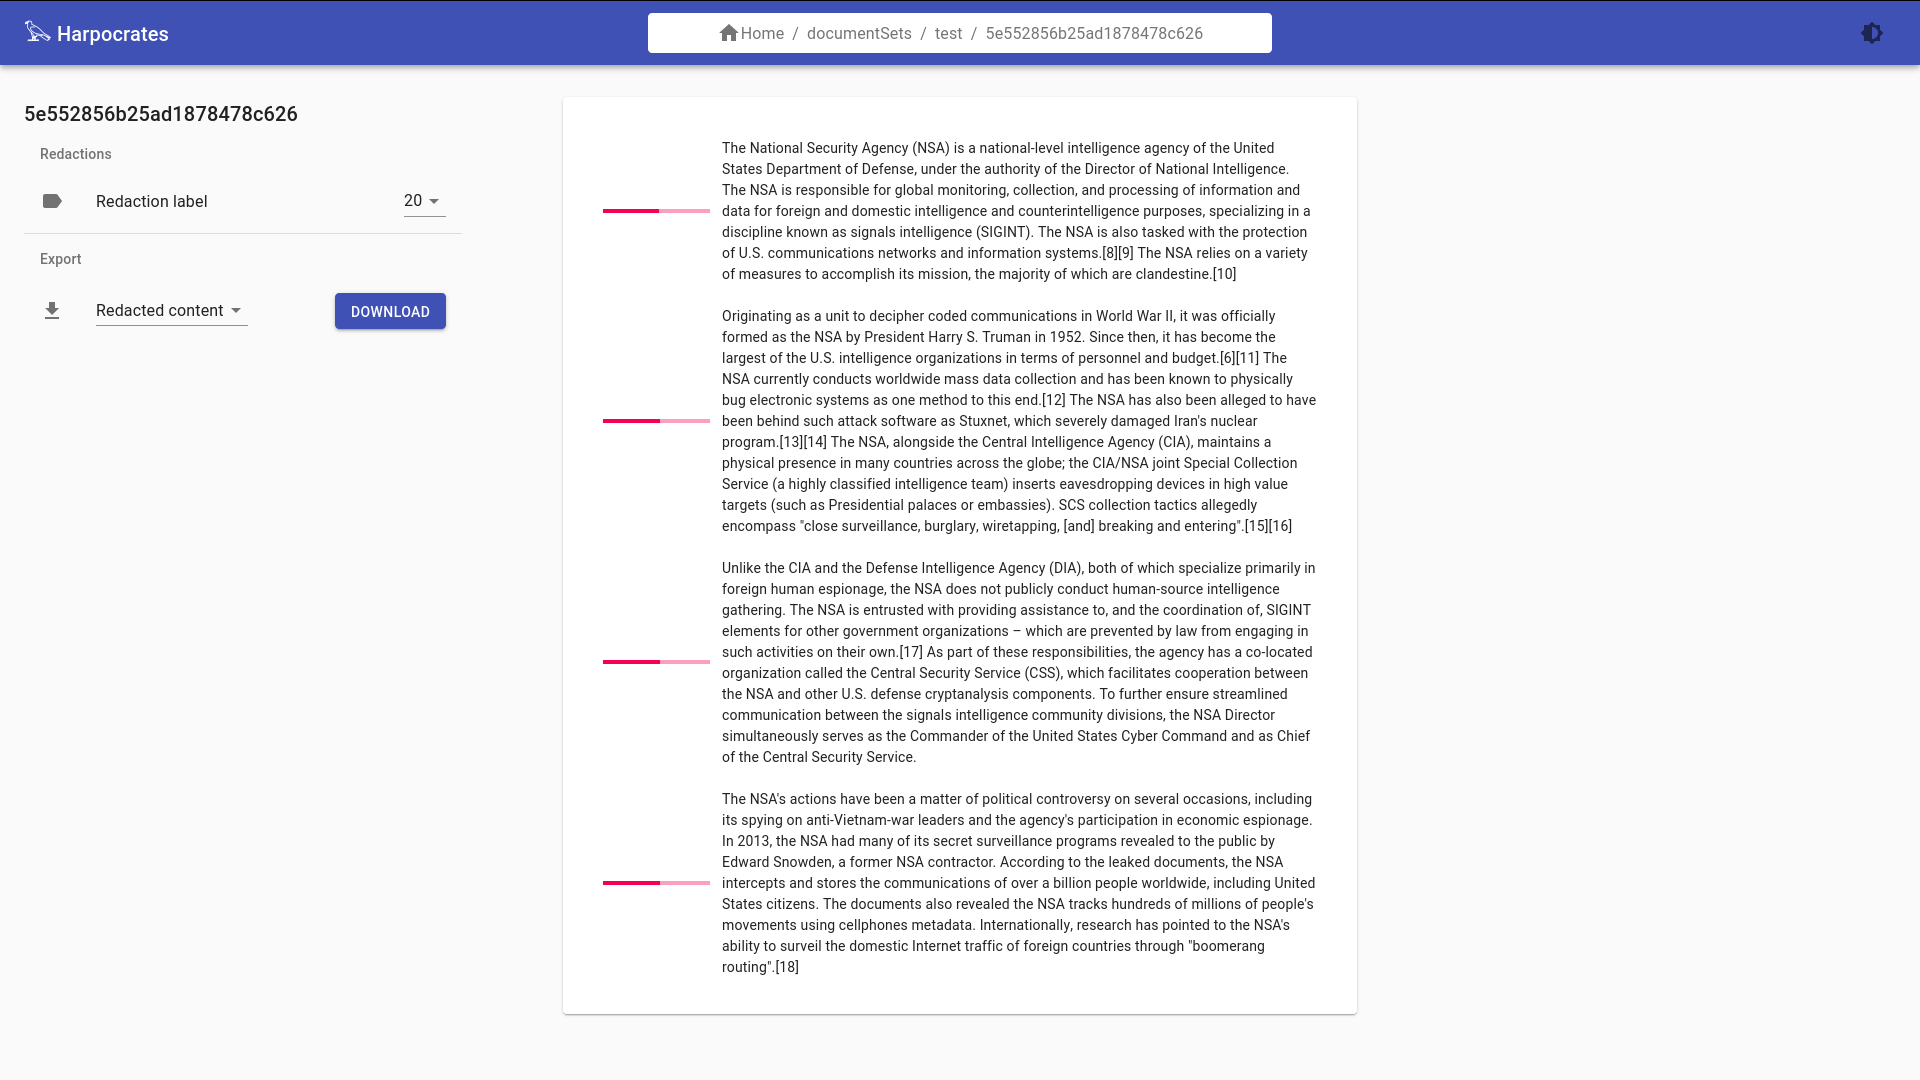 Harpocrates
Home / documentSets / test / 5e552856b25ad1878478c626
5e552856b25ad1878478c626
Redactions
Redaction label 20
Export
Redacted content DOWNLOAD
The National Security Agency (NSA) is a national-level intelligence agency of the United
States Department of Defense, under the authority of the Director of National Intelligence.
The NSA is responsible for global monitoring, collection, and processing of information and
data for foreign and domestic intelligence and counterintelligence purposes, specializing in a
discipline known as signals intelligence (SIGINT). The NSA is also tasked with the protection
of U.S. communications networks and information systems.[8][9] The NSA relies on a variety
of measures to accomplish its mission, the majority of which are clandestine.[10]
Originating as a unit to decipher coded communications in World War II, it was officially
formed as the NSA by President Harry S. Truman in 1952. Since then, it has become the
largest of the U.S. intelligence organizations in terms of personnel and budget.[6][11] The
NSA currently conducts worldwide mass data collection and has been known to physically
bug electronic systems as one method to this end.[12] The NSA has also been alleged to have
been behind such attack software as Stuxnet, which severely damaged Iran's nuclear
program.[13][14] The NSA, alongside the Central Intelligence Agency (CIA), maintains a
physical presence in many countries across the globe; the CIA/NSA joint Special Collection
Service (a highly classified intelligence team) inserts eavesdropping devices in high value
targets (such as Presidential palaces or embassies). SCS collection tactics allegedly
encompass "close surveillance, burglary, wiretapping, [and] breaking and entering".[15][16]
Unlike the CIA and the Defense Intelligence Agency (DIA), both of which specialize primarily in
foreign human espionage, the NSA does not publicly conduct human-source intelligence
gathering. The NSA is entrusted with providing assistance to, and the coordination of, SIGINT
elements for other government organizations – which are prevented by law from engaging in
such activities on their own.[17] As part of these responsibilities, the agency has a co-located
organization called the Central Security Service (CSS), which facilitates cooperation between
the NSA and other U.S. defense cryptanalysis components. To further ensure streamlined
communication between the signals intelligence community divisions, the NSA Director
simultaneously serves as the Commander of the United States Cyber Command and as Chief
of the Central Security Service.
The NSA's actions have been a matter of political controversy on several occasions, including
its spying on anti-Vietnam-war leaders and the agency's participation in economic espionage.
In 2013, the NSA had many of its secret surveillance programs revealed to the public by
Edward Snowden, a former NSA contractor. According to the leaked documents, the NSA
intercepts and stores the communications of over a billion people worldwide, including United
States citizens. The documents also revealed the NSA tracks hundreds of millions of people's
movements using cellphones metadata. Internationally, research has pointed to the NSA's
ability to surveil the domestic Internet traffic of foreign countries through "boomerang
routing".[18]